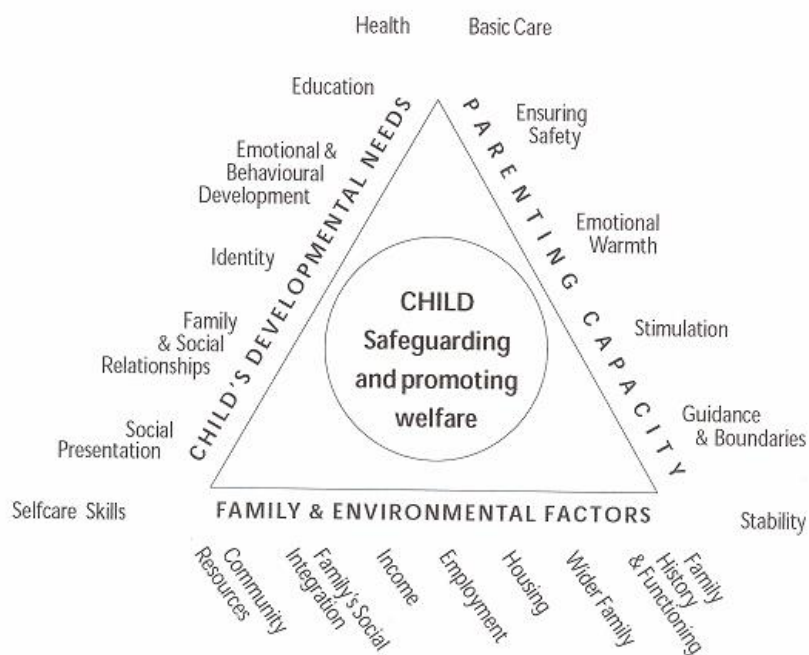 Health
Basic Care
Education
Ensuring
Safety
Emotional &
Behavioural
Development
Emotional
Warmth
Identity
Family
& Social
Relationships
Stimulation
Social
Presentation
Guidance
& Boundaries
Selfcare Skills
Stability
CHILD'S DEVELOPMENTAL NEEDS
PARENTING CAPACITY
CHILD
Safeguarding
and promoting
welfare
FAMILY & ENVIRONMENTAL FACTORS
Community
Resources
Family's Social
Integration
Income
Employment
Housing
Wider Family
Family
History
& Functioning